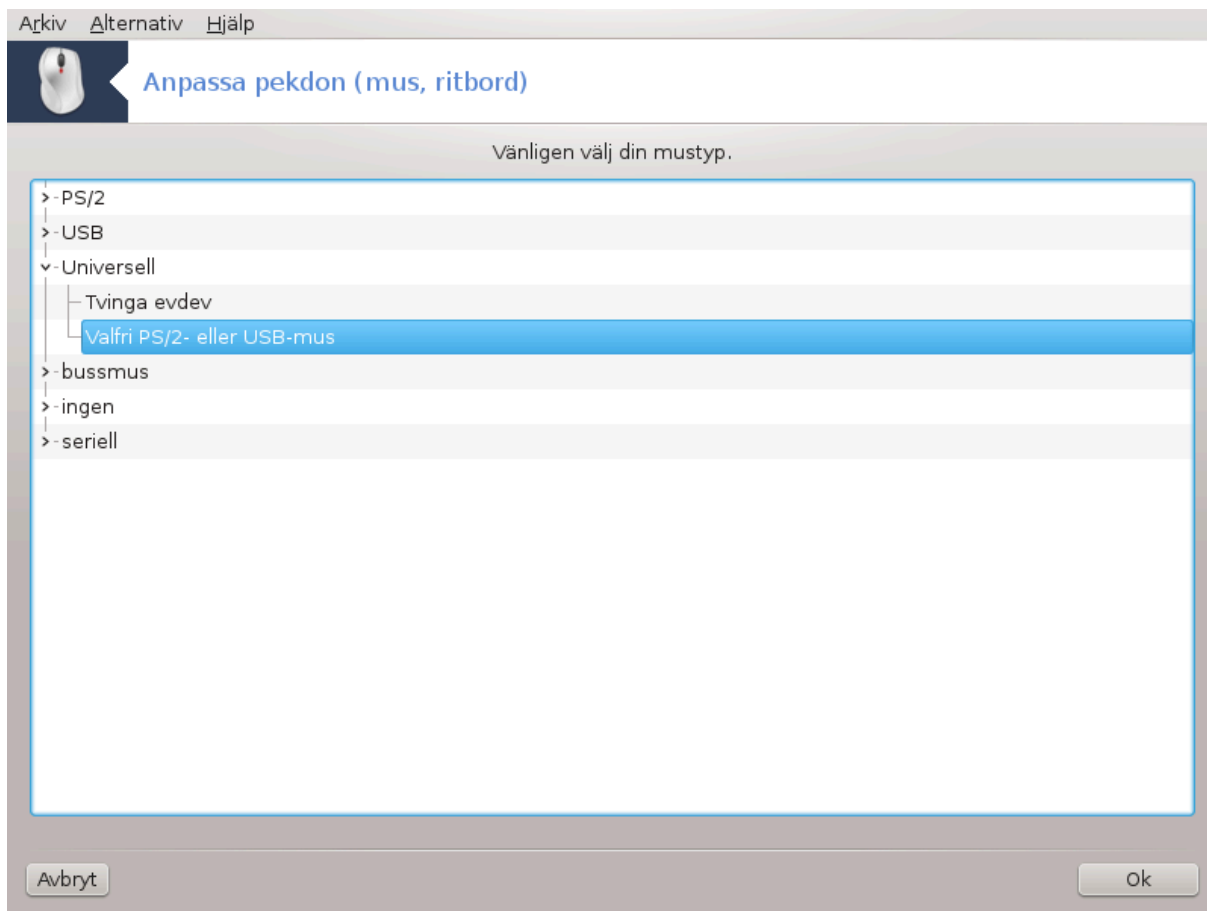 Arkiv Alternativ Hjälp
Anpassa pekdon (mus, ritbord)
Vänligen välj din mustyp.
PS/2
USB
Universell
Tvinga evdev
Valfri PS/2- eller USB-mus
bussmus
ingen
seriell
Avbryt Ok